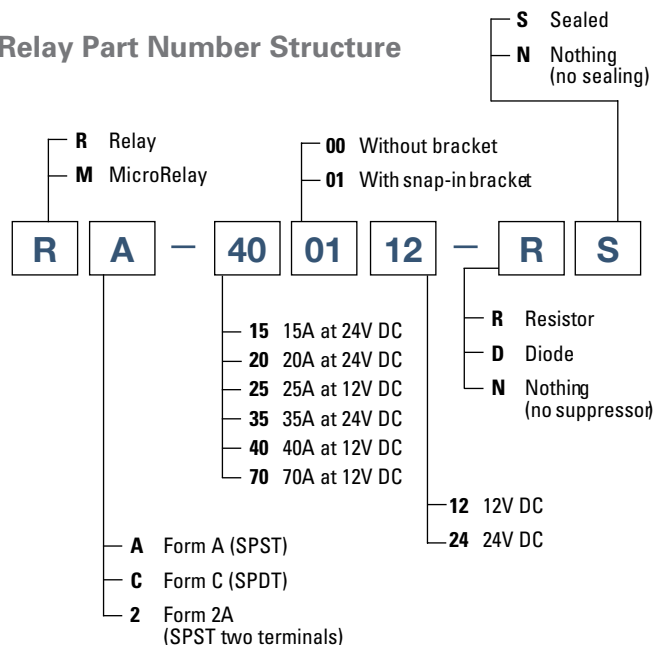 Relay Part Number Structure
S Sealed
N Nothing
(no sealing)
R Relay
M MicroRelay
00 Without bracket
01 With snap-in bracket
R A – 40 01 12 – R S
15 15A at 24V DC
20 20A at 24V DC
25 25A at 12V DC
35 35A at 24V DC
40 40A at 12V DC
70 70A at 12V DC
R Resistor
D Diode
N Nothing
(no suppressor)
12 12V DC
24 24V DC
A Form A (SPST)
C Form C (SPDT)
2 Form 2A
(SPST two terminals)